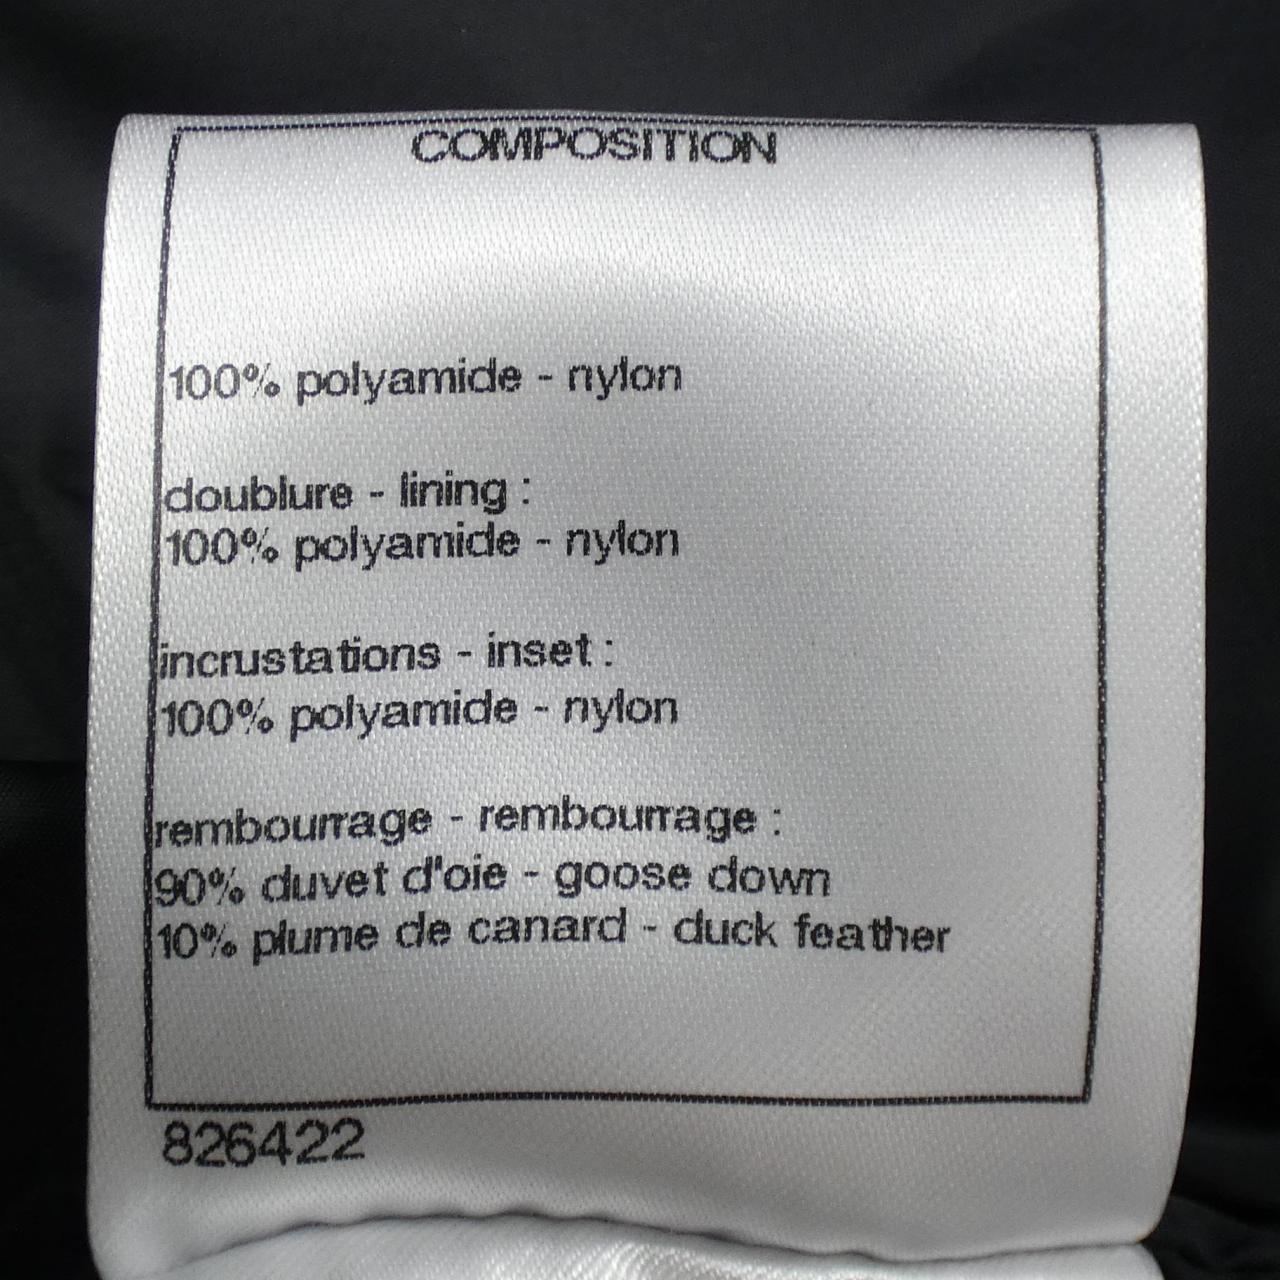 COMPOSITION
100% polyamide - nylon
doublure - lining :
100% polyamide - nylon
incrustations - inset :
100% polyamide - nylon
rembourrage - rembourrage :
90% duvet d'oie - goose down
10% plume de canard - duck feather
826422